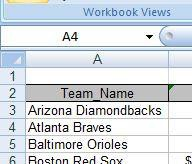 Workbook Views
A4
A
1
2 Team_Name
3 Arizona Diamondbacks
4 Atlanta Braves
5 Baltimore Orioles $
6 Boston Red Sox